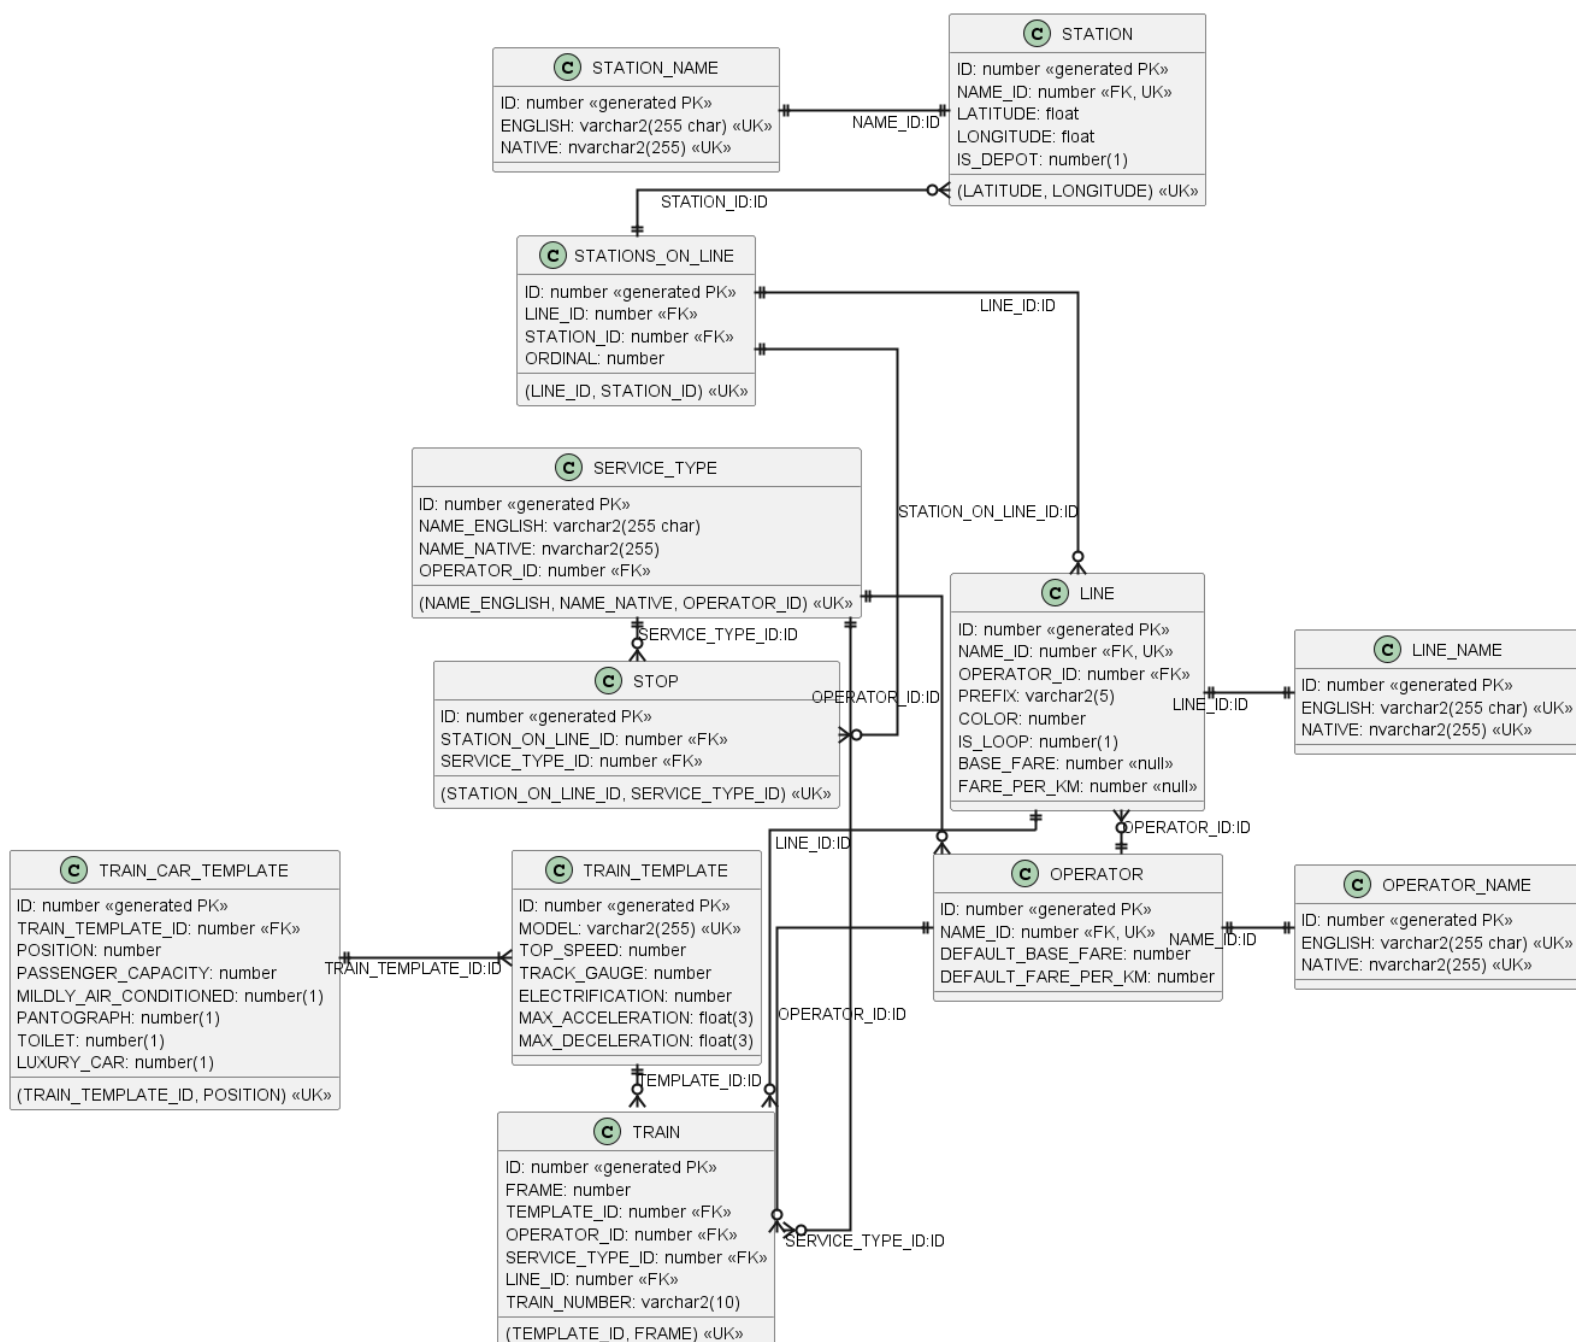 C STATION
ID: number «generated PK»
NAME_ID: number «FK, UK»
LATITUDE: float
LONGITUDE: float
IS_DEPOT: number(1)
(LATITUDE, LONGITUDE) «UK»
C STATION_NAME
ID: number «generated PK»
ENGLISH: varchar2(255 char) «UK»
NATIVE: nvarchar2(255) «UK»
NAME_ID:ID
STATION_ID:ID
C STATIONS_ON_LINE
ID: number «generated PK»
LINE_ID: number «FK»
STATION_ID: number «FK»
ORDINAL: number
(LINE_ID, STATION_ID) «UK»
LINE_ID:ID
STATION_ON_LINE_ID:ID
C SERVICE_TYPE
ID: number «generated PK»
NAME_ENGLISH: varchar2(255 char)
NAME_NATIVE: nvarchar2(255)
OPERATOR_ID: number «FK»
(NAME_ENGLISH, NAME_NATIVE, OPERATOR_ID) «UK»
SERVICE_TYPE_ID:ID
C STOP
ID: number «generated PK»
STATION_ON_LINE_ID: number «FK»
SERVICE_TYPE_ID: number «FK»
(STATION_ON_LINE_ID, SERVICE_TYPE_ID) «UK»
OPERATOR_ID:ID
C LINE
ID: number «generated PK»
NAME_ID: number «FK, UK»
OPERATOR_ID: number «FK»
PREFIX: varchar2(5)
COLOR: number
IS_LOOP: number(1)
BASE_FARE: number «null»
FARE_PER_KM: number «null»
LINE_ID:ID
C LINE_NAME
ID: number «generated PK»
ENGLISH: varchar2(255 char) «UK»
NATIVE: nvarchar2(255) «UK»
LINE_ID:ID
OPERATOR_ID:ID
C TRAIN_CAR_TEMPLATE
ID: number «generated PK»
TRAIN_TEMPLATE_ID: number «FK»
POSITION: number
PASSENGER_CAPACITY: number
MILDLY_AIR_CONDITIONED: number(1)
PANTOGRAPH: number(1)
TOILET: number(1)
LUXURY_CAR: number(1)
(TRAIN_TEMPLATE_ID, POSITION) «UK»
TRAIN_TEMPLATE_ID:ID
C TRAIN_TEMPLATE
ID: number «generated PK»
MODEL: varchar2(255) «UK»
TOP_SPEED: number
TRACK_GAUGE: number
ELECTRIFICATION: number
MAX_ACCELERATION: float(3)
MAX_DECELERATION: float(3)
C OPERATOR
ID: number «generated PK»
NAME_ID: number «FK, UK»
DEFAULT_BASE_FARE: number
DEFAULT_FARE_PER_KM: number
NAME_ID:ID
C OPERATOR_NAME
ID: number «generated PK»
ENGLISH: varchar2(255 char) «UK»
NATIVE: nvarchar2(255) «UK»
OPERATOR_ID:ID
TEMPLATE_ID:ID
C TRAIN
ID: number «generated PK»
FRAME: number
TEMPLATE_ID: number «FK»
OPERATOR_ID: number «FK»
SERVICE_TYPE_ID: number «FK»
LINE_ID: number «FK»
TRAIN_NUMBER: varchar2(10)
(TEMPLATE_ID, FRAME) «UK»
SERVICE_TYPE_ID:ID